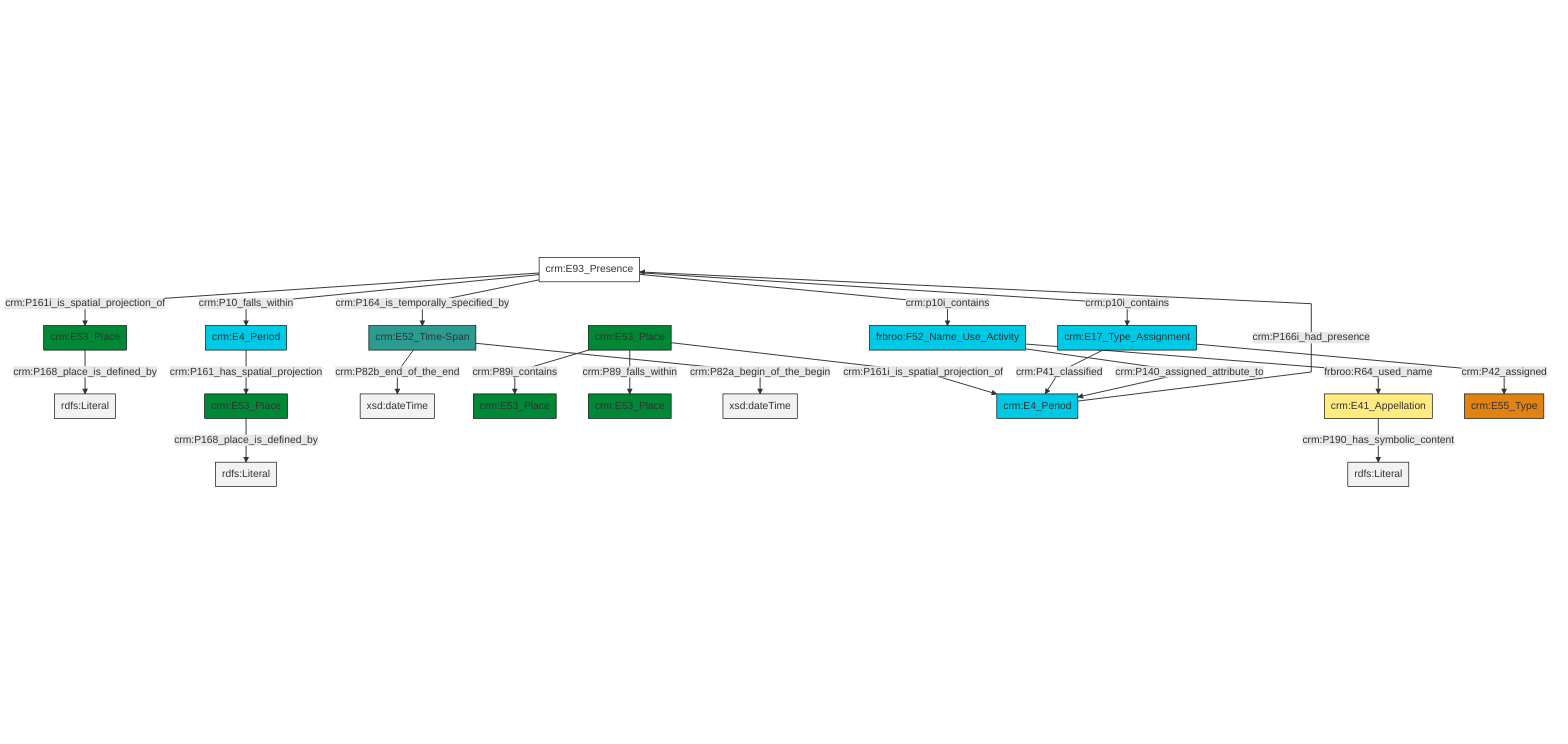 crm:E93_Presence
crm:P161i_is_spatial_projection_of
crm:P10_falls_within
crm:P164_is_temporally_specified_by
crm:p10i_contains
crm:p10i_contains
crm:E53_Place
crm:E4_Period
crm:E52_Time-Span
crm:E53_Place
frbroo:F52_Name_Use_Activity
crm:E17_Type_Assignment
crm:P166i_had_presence
crm:P168_place_is_defined_by
crm:P161_has_spatial_projection
crm:P82b_end_of_the_end
crm:P89i_contains
crm:P89_falls_within
crm:P82a_begin_of_the_begin
crm:P161i_is_spatial_projection_of
crm:P41_classified
crm:P140_assigned_attribute_to
frbroo:R64_used_name
crm:P42_assigned
rdfs:Literal
crm:E53_Place
xsd:dateTime
crm:E53_Place
crm:E53_Place
xsd:dateTime
crm:E4_Period
crm:E41_Appellation
crm:E55_Type
crm:P168_place_is_defined_by
crm:P190_has_symbolic_content
rdfs:Literal
rdfs:Literal